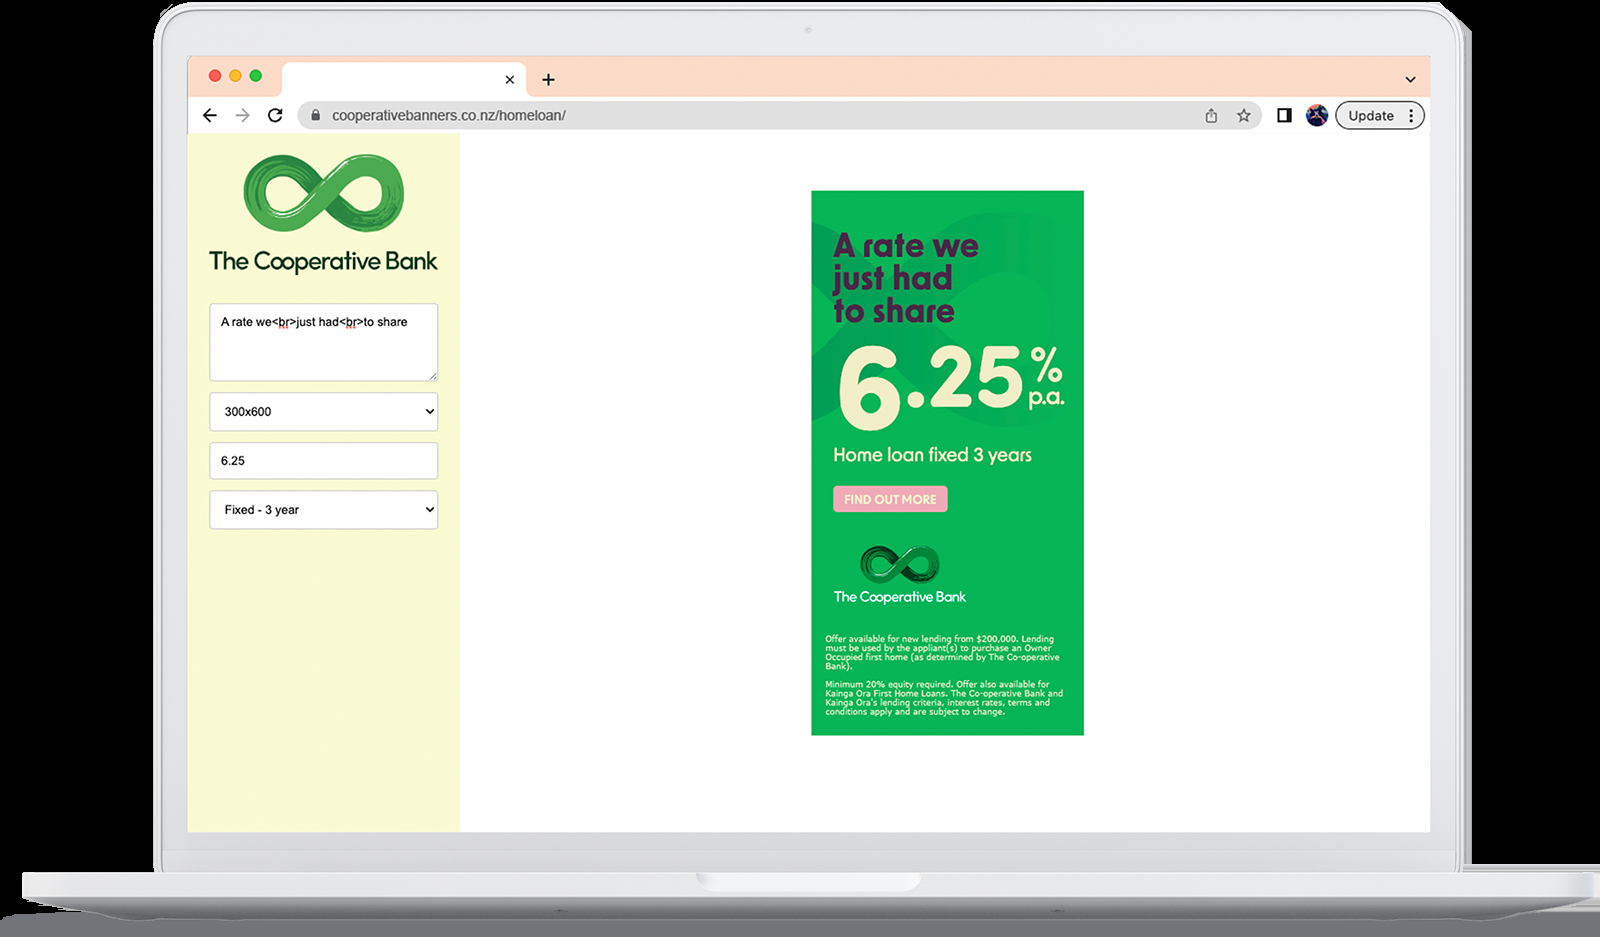 cooperativebanners.co.nz/homeloan/
Update
The Cooperative Bank
A rate we<br>just had<br>to share
300x600
6.25
Fixed - 3 year
A rate we
just had
to share
6.25%
p.a.
Home loan fixed 3 years
FIND OUT MORE
The Cooperative Bank
Offer available for new lending from $200,000. Lending
must be used by the appliant(s) to purchase an Owner
Occupied first home (as determined by The Co-operative
Bank).
Minimum 20% equity required. Offer also available for
Kainga Ora First Home Loans. The Co-operative Bank and
Kainga Ora's lending criteria, interest rates, terms and
conditions apply and are subject to change.